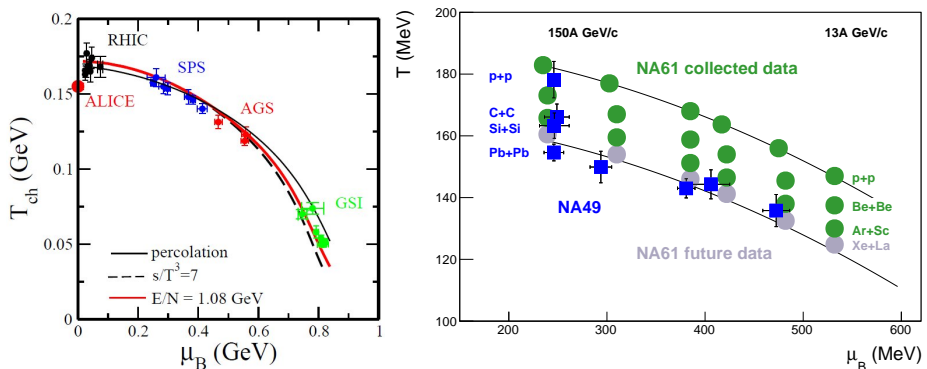 0.2
0.15
0.1
0.05
0
T_ch (GeV)
RHIC
SPS
ALICE
AGS
GSI
percolation
s/T^3=7
E/N = 1.08 GeV
0 0.2 0.4 0.6 0.8 1
μ_B (GeV)
T (MeV)
200
180
160
140
120
100
150A GeV/c 13A GeV/c
p+p
C+C
Si+Si
Pb+Pb
NA61 collected data
NA49
NA61 future data
p+p
Be+Be
Ar+Sc
Xe+La
200 300 400 500 600
μ_B (MeV)